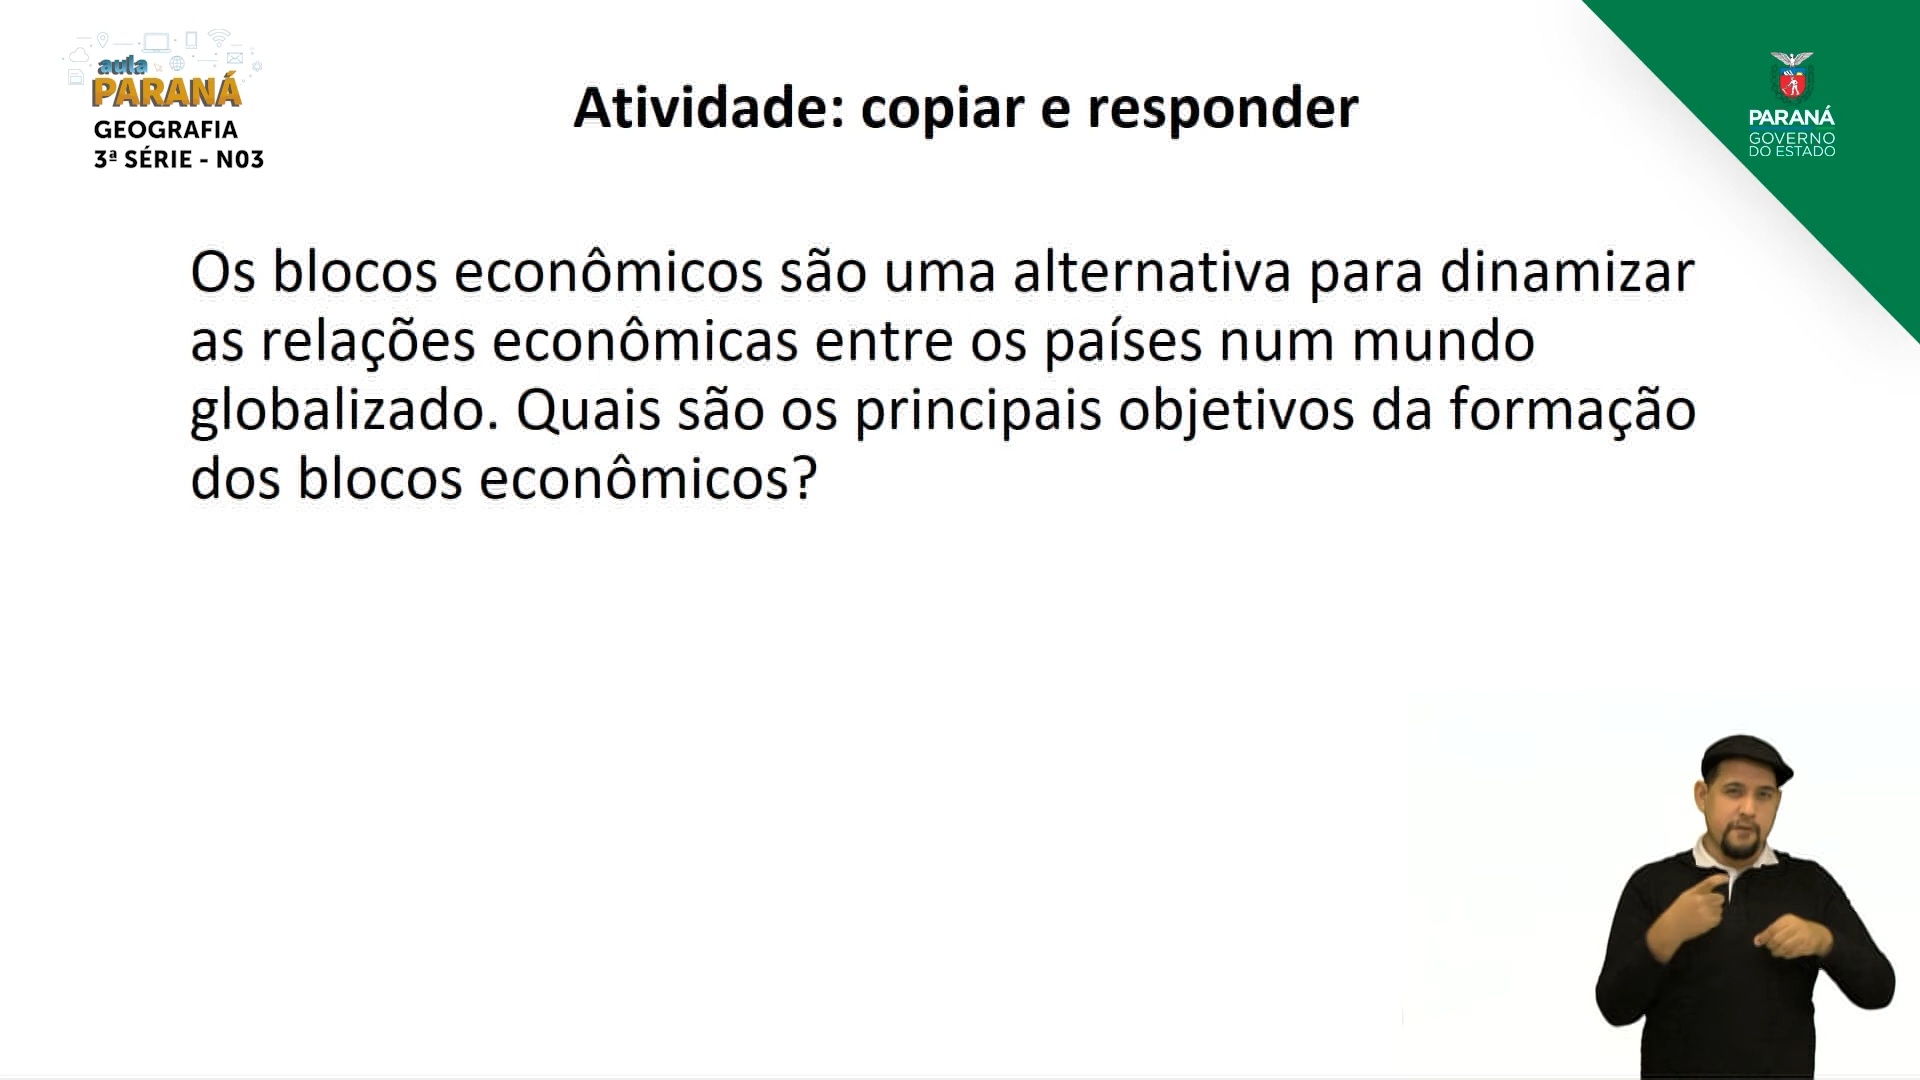 aula
PARANÁ
GEOGRAFIA
3ª SÉRIE - N03
Atividade: copiar e responder
PARANÁ
GOVERNO
DO ESTADO
Os blocos econômicos são uma alternativa para dinamizar
as relações econômicas entre os países num mundo
globalizado. Quais são os principais objetivos da formação
dos blocos econômicos?